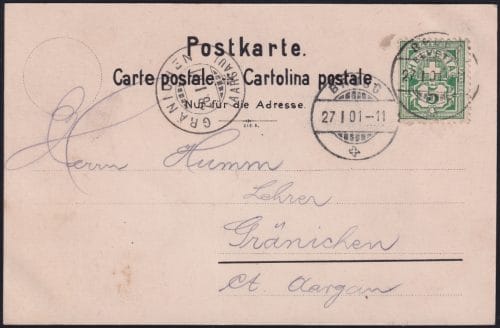 Postkarte.
Carte postale. Cartolina postale.
Nur für die Adresse.
GRÄNICHEN
AARGAU
27 I 01-11
Herrn Humm
Lehrer
Gränichen
Ct. Aargau